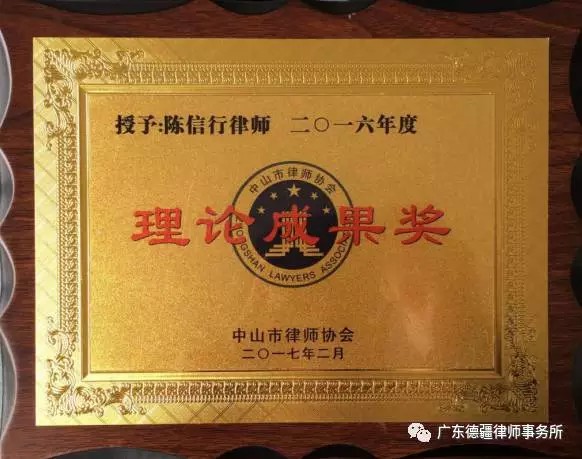 授予:陈信行律师 二〇一六年度
中山市律师协会
理论成果奖
ZHONGSHAN LAWYERS ASSOCIATION
中山市律师协会
二〇一七年二月
广东德疆律师事务所